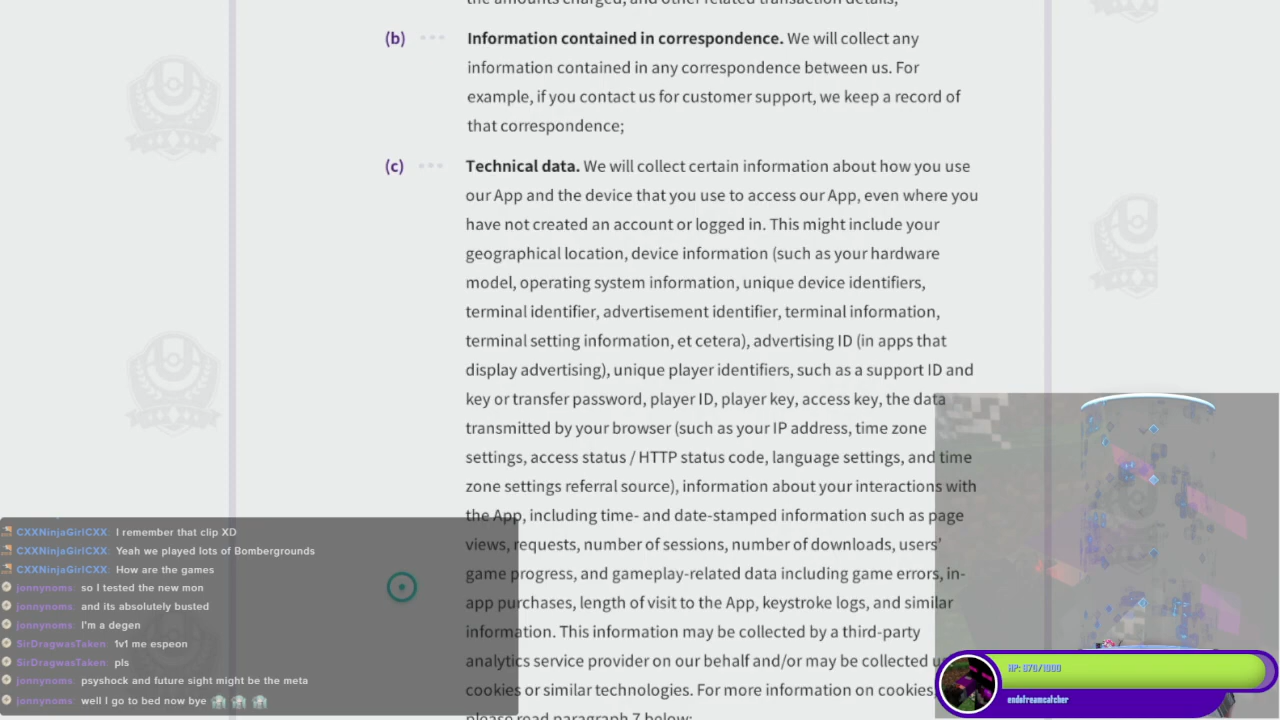 the amounts charged, and other related transaction details;
(b) Information contained in correspondence. We will collect any
information contained in any correspondence between us. For
example, if you contact us for customer support, we keep a record of
that correspondence;
(c) Technical data. We will collect certain information about how you use
our App and the device that you use to access our App, even where you
have not created an account or logged in. This might include your
geographical location, device information (such as your hardware
model, operating system information, unique device identifiers,
terminal identifier, advertisement identifier, terminal information,
terminal setting information, et cetera), advertising ID (in apps that
display advertising), unique player identifiers, such as a support ID and
key or transfer password, player ID, player key, access key, the data
transmitted by your browser (such as your IP address, time zone
settings, access status / HTTP status code, language settings, and time
zone settings referral source), information about your interactions with
the App, including time- and date-stamped information such as page
views, requests, number of sessions, number of downloads, users'
game progress, and gameplay-related data including game errors, in-
app purchases, length of visit to the App, keystroke logs, and similar
information. This information may be collected by a third-party
analytics service provider on our behalf and/or may be collected
cookies or similar technologies. For more information on cookies,
please read paragraph 7 below;
CXXNinjaGirlCXX: I remember that clip XD
CXXNinjaGirlCXX: Yeah we played lots of Bombergrounds
CXXNinjaGirlCXX: How are the games
jonnynoms: so I tested the new mon
jonnynoms: and its absolutely busted
jonnynoms: I'm a degen
SirDragwasTaken: 1v1 me espeon
SirDragwasTaken: pls
jonnynoms: psyshock and future sight might be the meta
jonnynoms: well I go to bed now bye
HP: 970/1000
endstreamcatcher